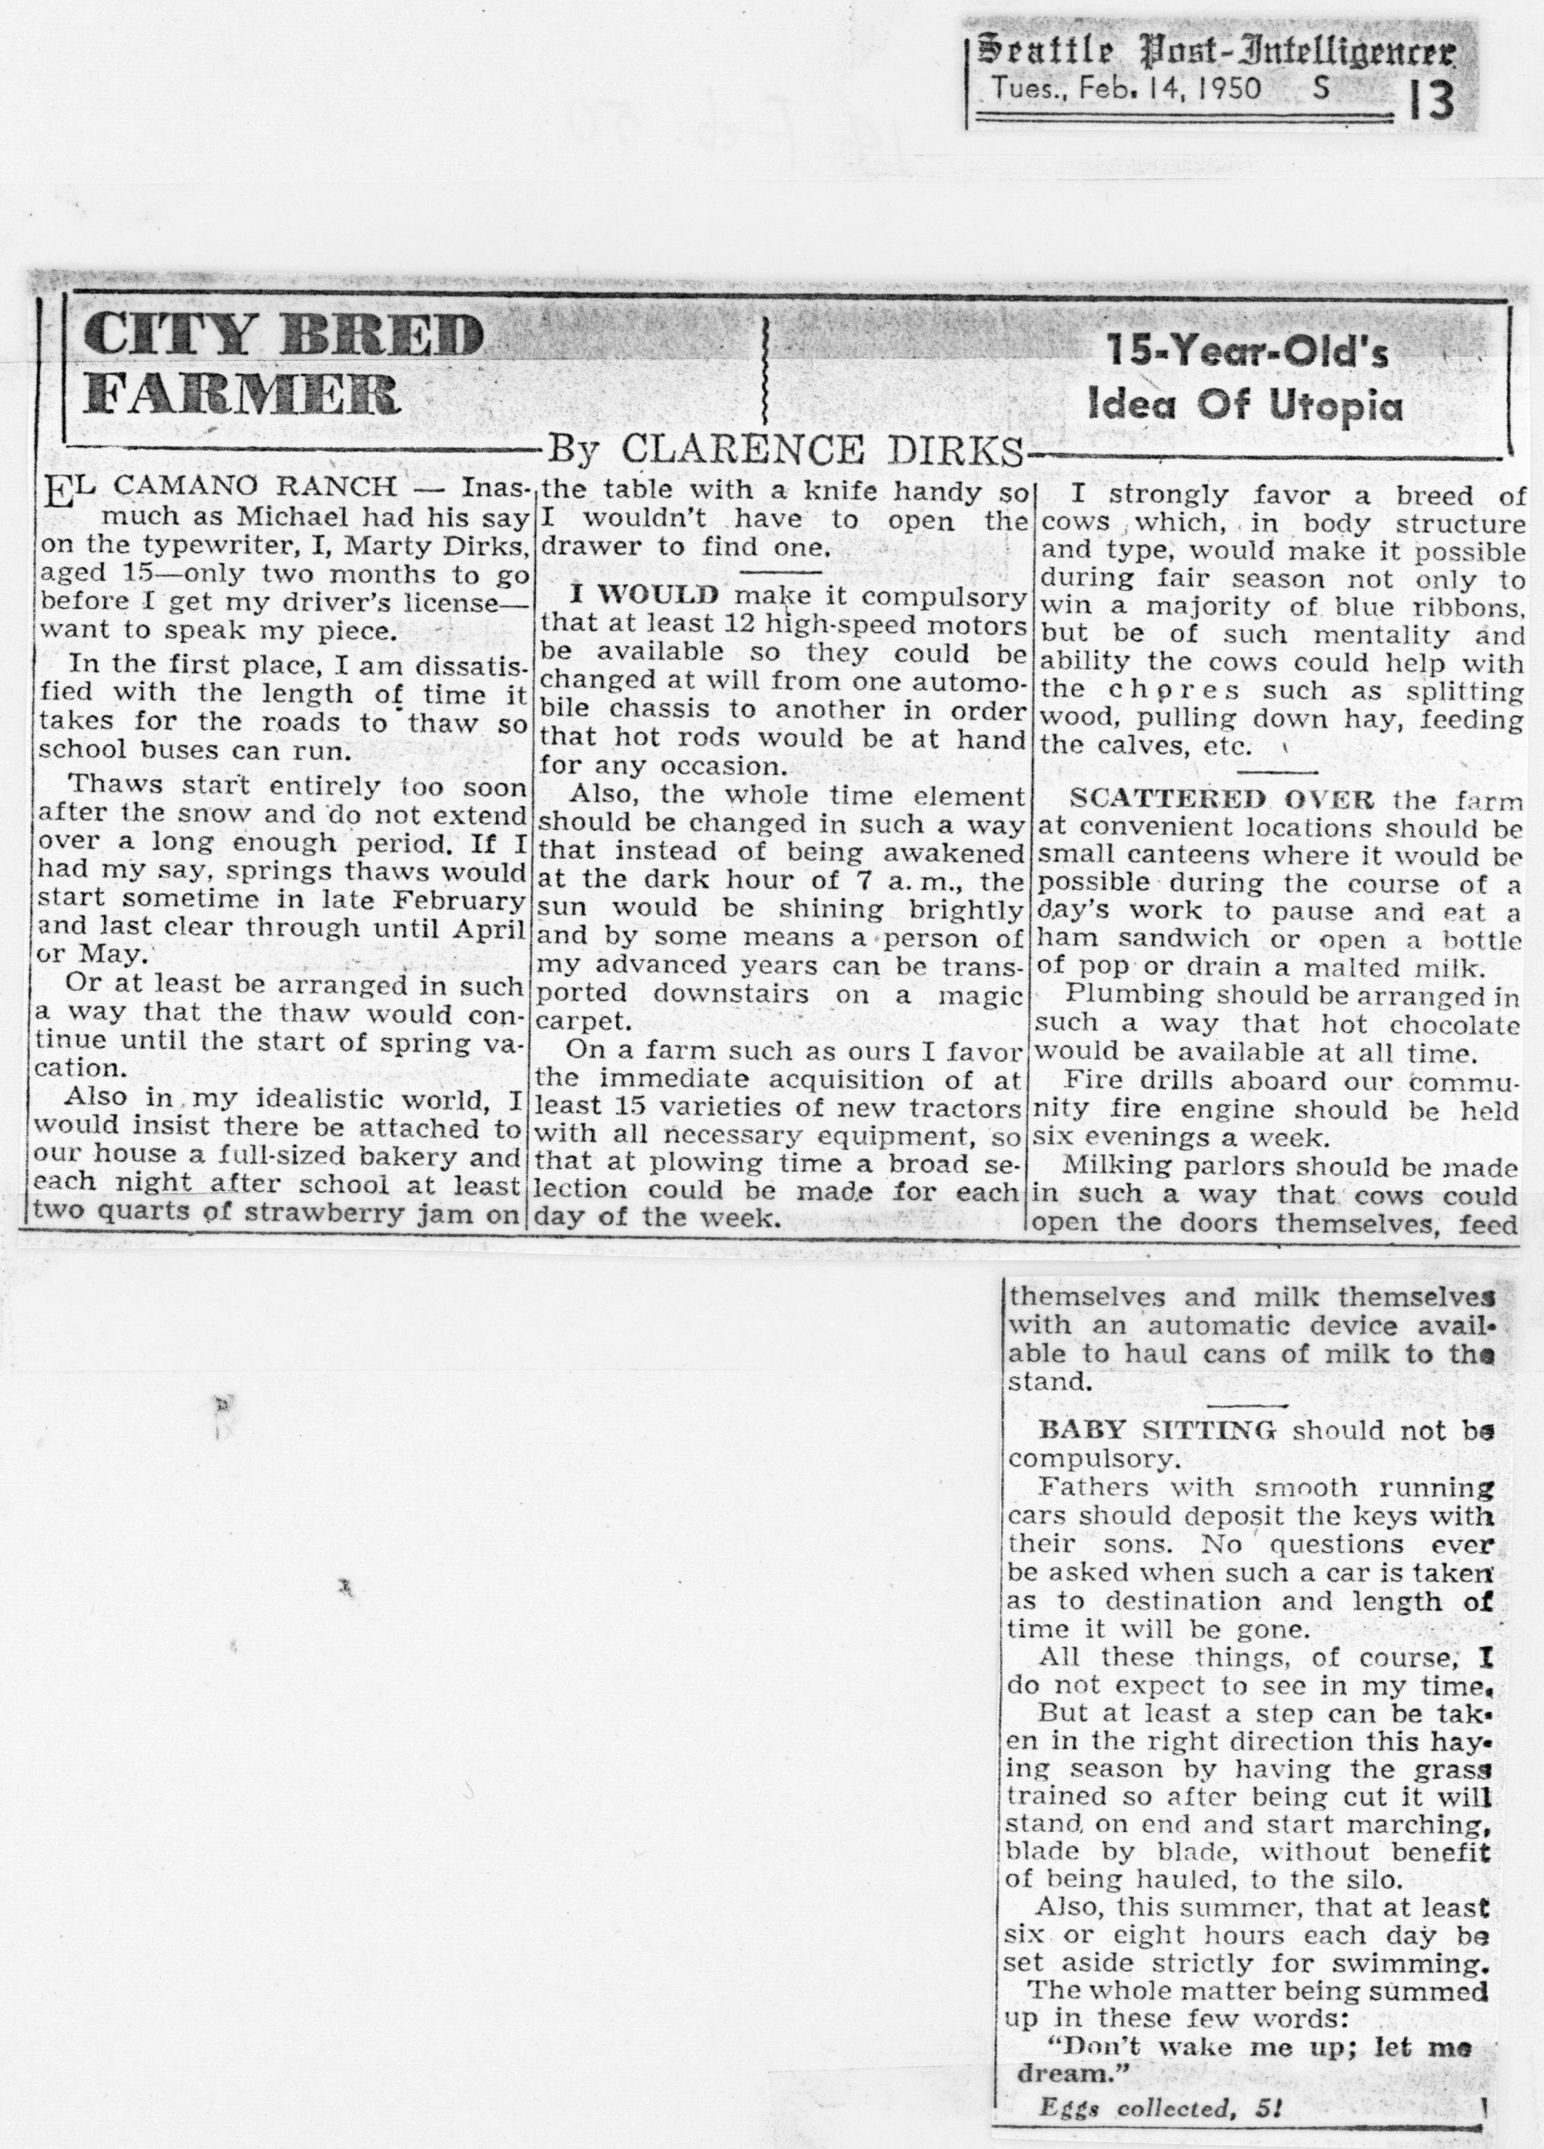 Seattle Post-Intelligencer
Tues., Feb. 14, 1950 S 13
CITY BRED
FARMER
15-Year-Old's
Idea Of Utopia
By CLARENCE DIRKS
EL CAMANO RANCH — Inas-
much as Michael had his say
on the typewriter, I, Marty Dirks,
aged 15—only two months to go
before I get my driver's license—
want to speak my piece.
In the first place, I am dissatis-
fied with the length of time it
takes for the roads to thaw so
school buses can run.
Thaws start entirely too soon
after the snow and do not extend
over a long enough period. If I
had my say, springs thaws would
start sometime in late February
and last clear through until April
or May.
Or at least be arranged in such
a way that the thaw would con-
tinue until the start of spring va-
cation.
Also in my idealistic world, I
would insist there be attached to
our house a full-sized bakery and
each night after school at least
two quarts of strawberry jam on
the table with a knife handy so
I wouldn't have to open the
drawer to find one.
I WOULD make it compulsory
that at least 12 high-speed motors
be available so they could be
changed at will from one automo-
bile chassis to another in order
that hot rods would be at hand
for any occasion.
Also, the whole time element
should be changed in such a way
that instead of being awakened
at the dark hour of 7 a. m., the
sun would be shining brightly
and by some means a person of
my advanced years can be trans-
ported downstairs on a magic
carpet.
On a farm such as ours I favor
the immediate acquisition of at
least 15 varieties of new tractors
with all necessary equipment, so
that at plowing time a broad se-
lection could be made for each
day of the week.
I strongly favor a breed of
cows which, in body structure
and type, would make it possible
during fair season not only to
win a majority of blue ribbons,
but be of such mentality and
ability the cows could help with
the chores such as splitting
wood, pulling down hay, feeding
the calves, etc.
SCATTERED OVER the farm
at convenient locations should be
small canteens where it would be
possible during the course of a
day's work to pause and eat a
ham sandwich or open a bottle
of pop or drain a malted milk.
Plumbing should be arranged in
such a way that hot chocolate
would be available at all time.
Fire drills aboard our commu-
nity fire engine should be held
six evenings a week.
Milking parlors should be made
in such a way that cows could
open the doors themselves, feed
themselves and milk themselves
with an automatic device avail-
able to haul cans of milk to the
stand.
BABY SITTING should not be
compulsory.
Fathers with smooth running
cars should deposit the keys with
their sons. No questions ever
be asked when such a car is taken
as to destination and length of
time it will be gone.
All these things, of course, I
do not expect to see in my time.
But at least a step can be tak-
en in the right direction this hay-
ing season by having the grass
trained so after being cut it will
stand on end and start marching,
blade by blade, without benefit
of being hauled, to the silo.
Also, this summer, that at least
six or eight hours each day be
set aside strictly for swimming.
The whole matter being summed
up in these few words:
"Don't wake me up; let me
dream."
Eggs collected, 5!